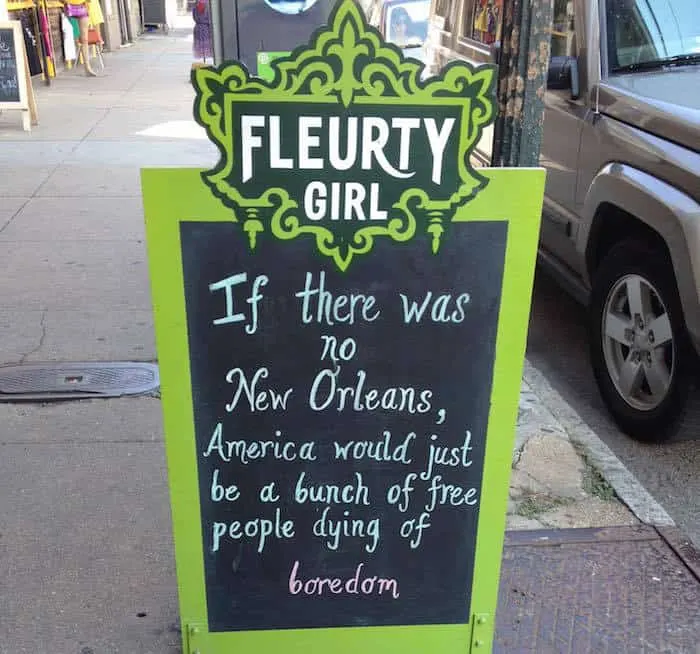 FLEURTY
GIRL
If there was
no
New Orleans,
America would just
be a bunch of free
people dying of
boredom